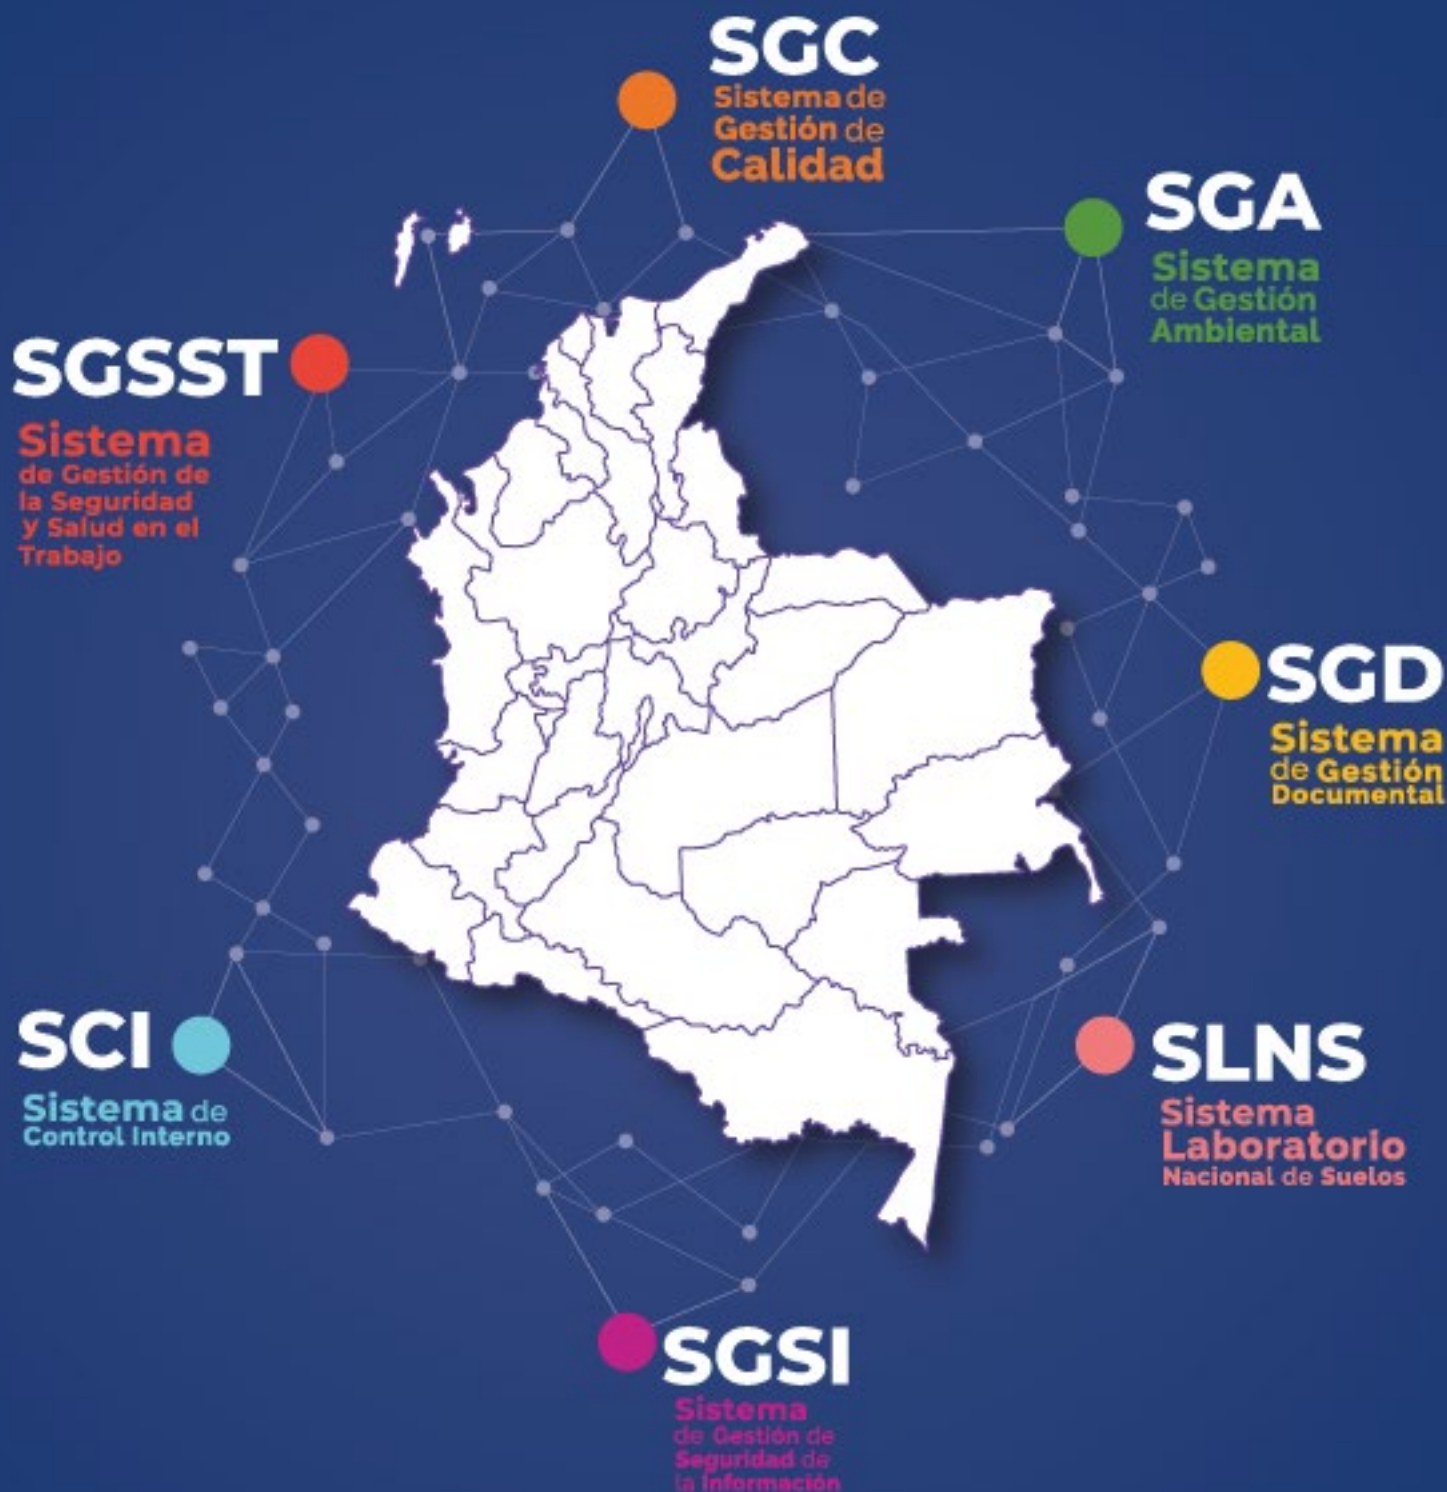 SGC
Sistema de
Gestión de
Calidad
SGA
Sistema
de Gestión
Ambiental
SGSST
Sistema
de Gestión de
la Seguridad
y Salud en el
Trabajo
SGD
Sistema
de Gestión
Documental
SCI
Sistema de
Control Interno
SLNS
Sistema
Laboratorio
Nacional de Suelos
SGSI
Sistema
de Gestión de
Seguridad de
la Información